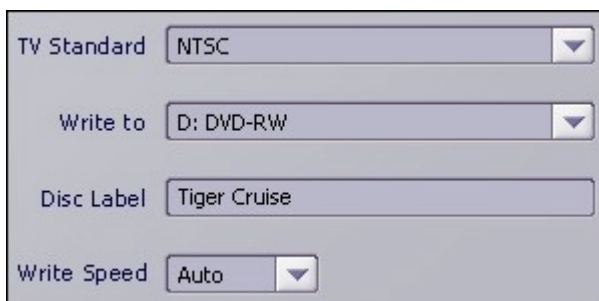 TV Standard NTSC
Write to D: DVD-RW
Disc Label Tiger Cruise
Write Speed Auto